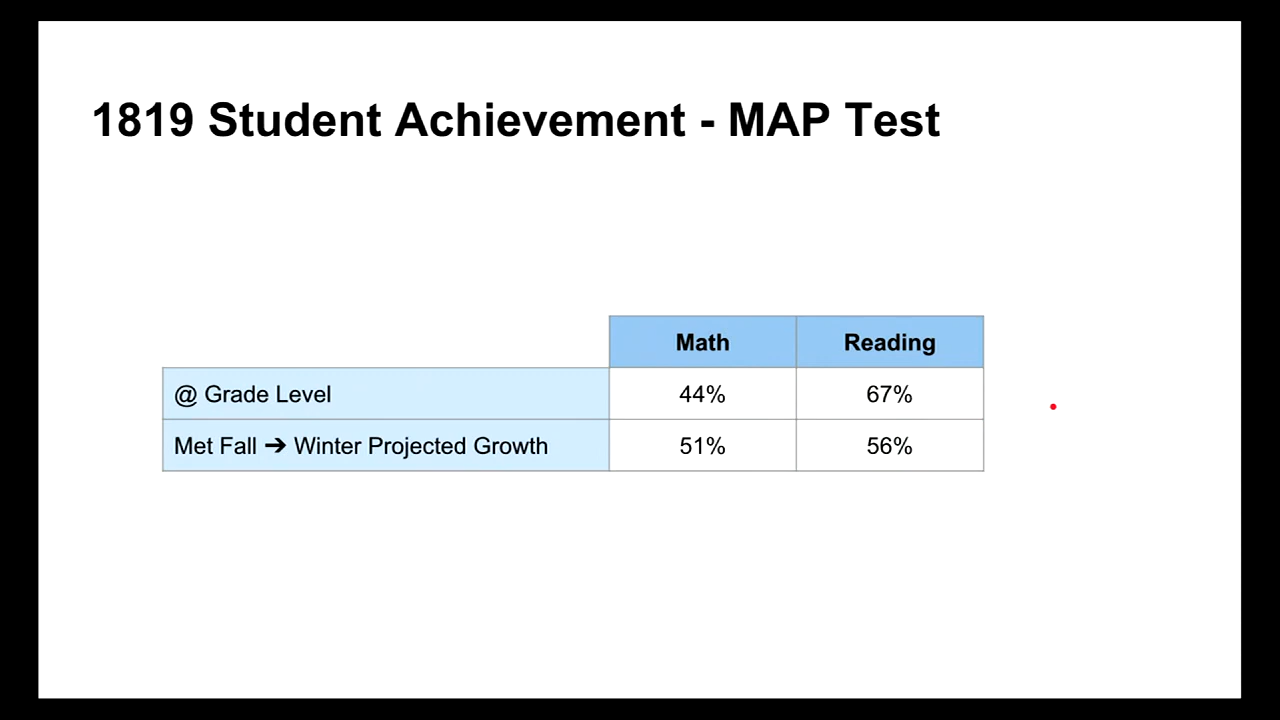 1819 Student Achievement - MAP Test
Math Reading
@ Grade Level 44% 67%
Met Fall ➔ Winter Projected Growth 51% 56%